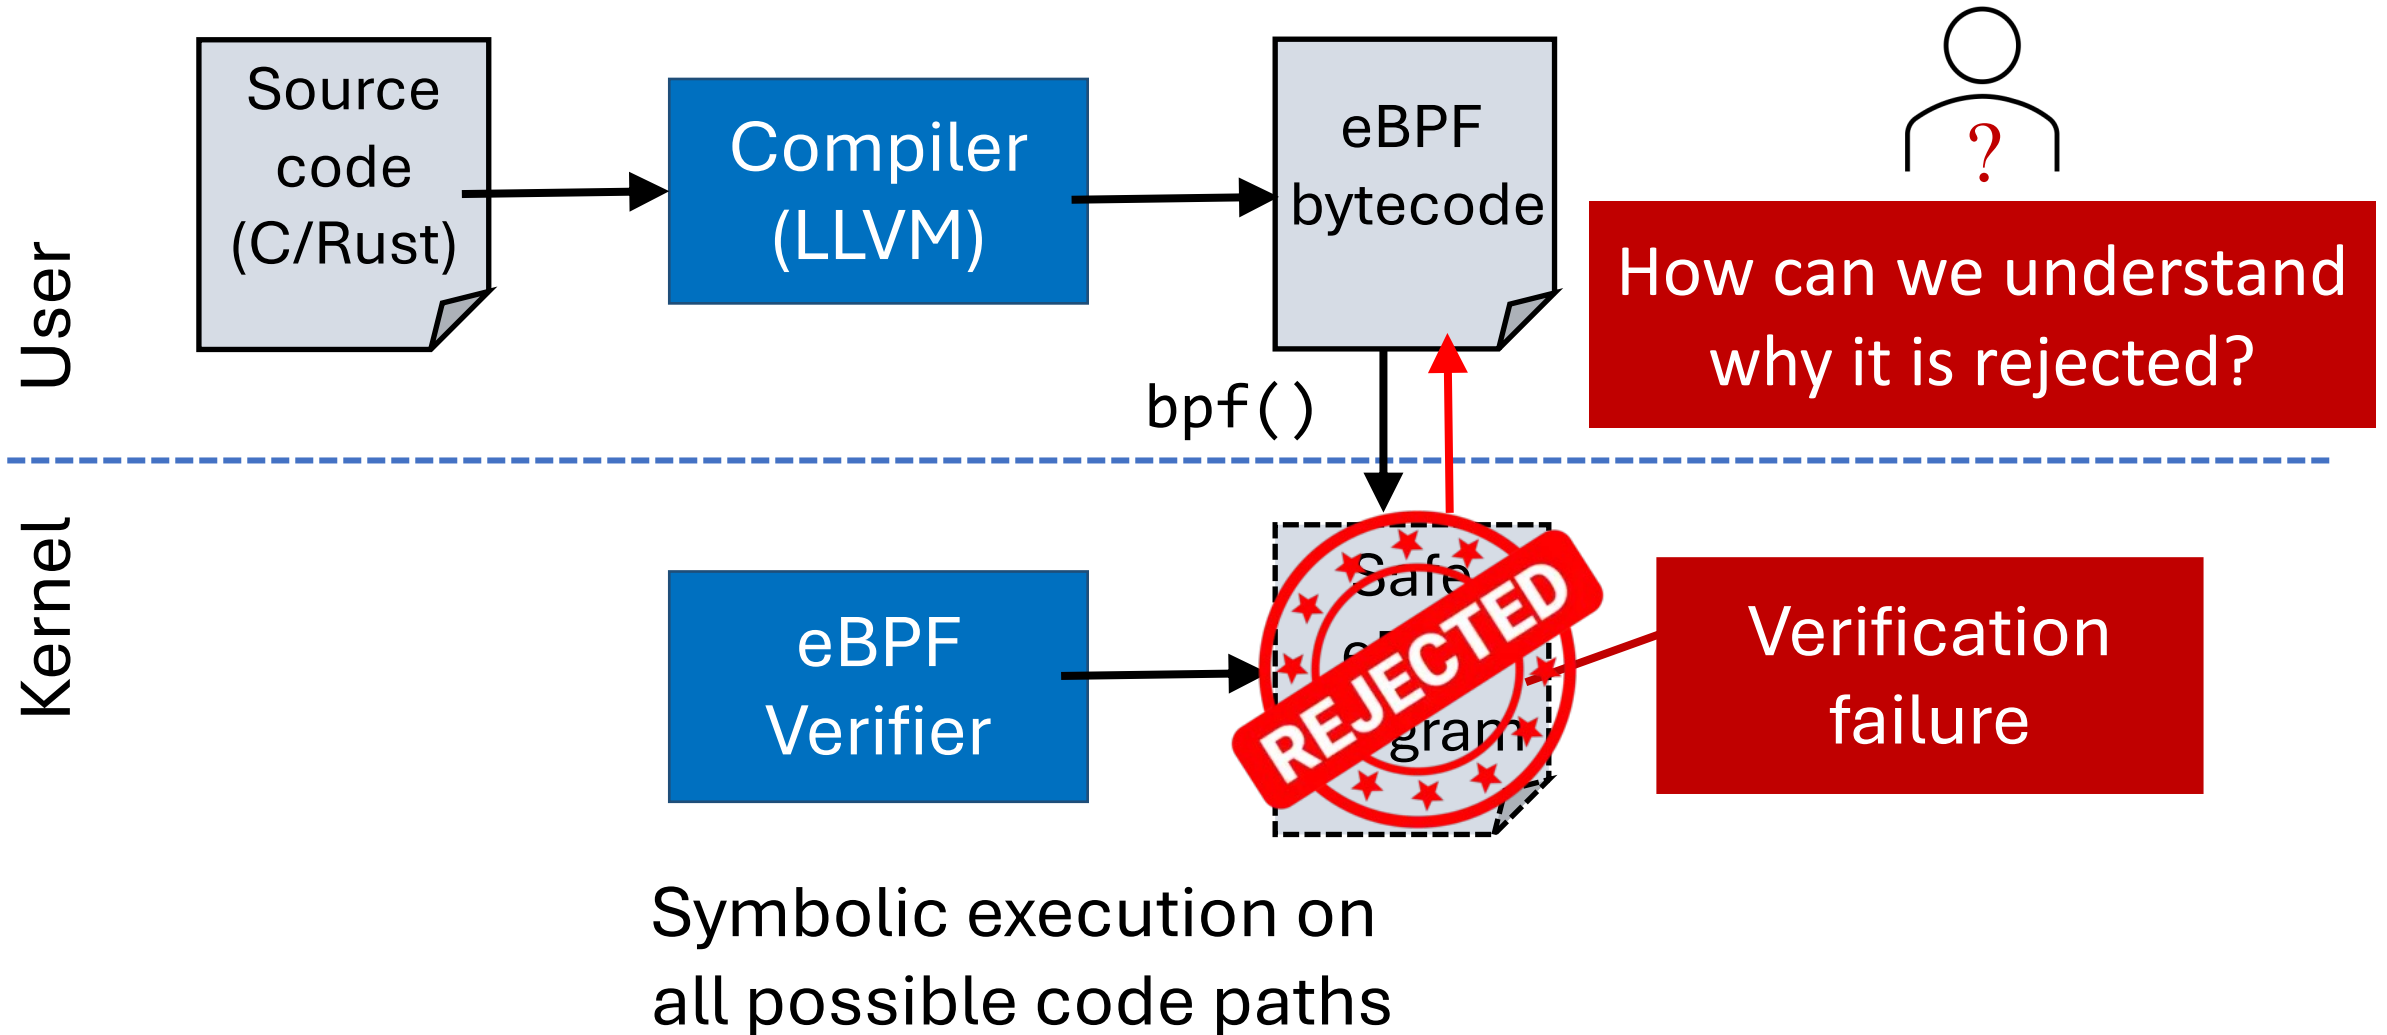 Source
code
(C/Rust)
Compiler
(LLVM)
eBPF
bytecode
?
How can we understand
why it is rejected?
User
bpf()
Kernel
eBPF
Verifier
Safe
REJECTED
Verification
failure
Symbolic execution on
all possible code paths